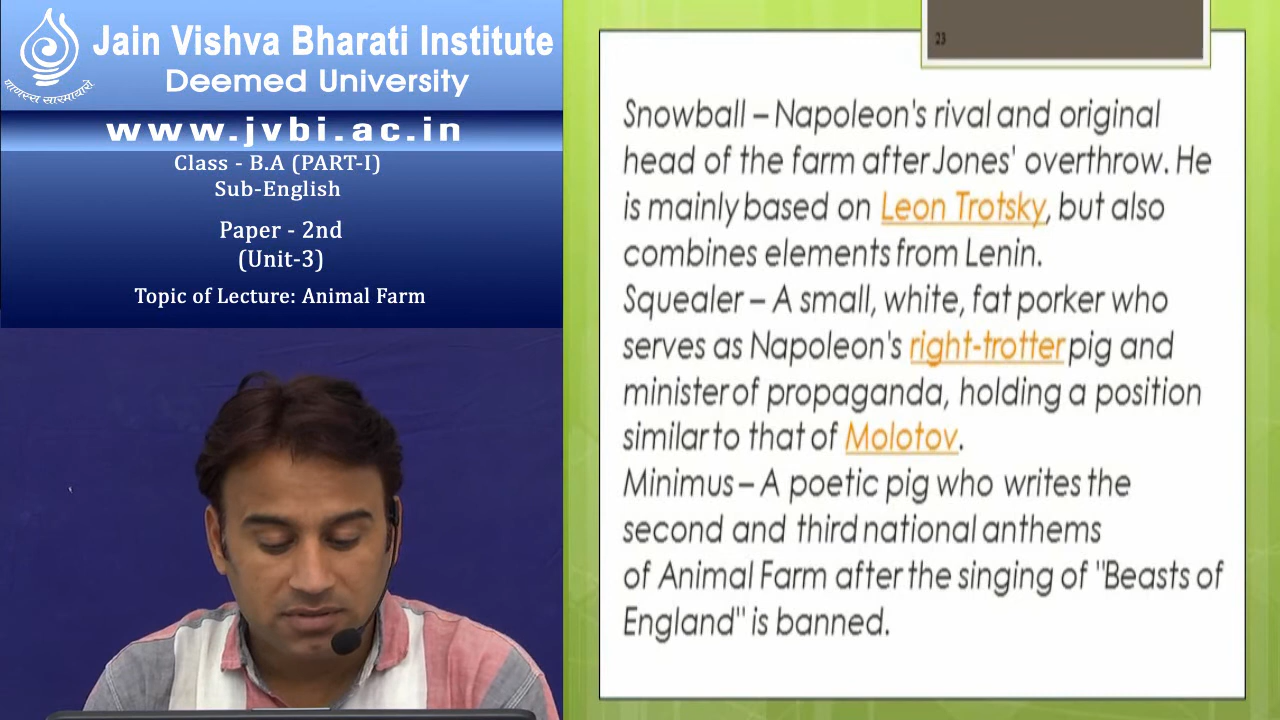 Jain Vishva Bharati Institute
Deemed University
www.jvbi.ac.in
Class - B.A (PART-I)
Sub-English
Paper - 2nd
(Unit-3)
Topic of Lecture: Animal Farm
23
Snowball – Napoleon's rival and original
head of the farm after Jones' overthrow. He
is mainly based on Leon Trotsky, but also
combines elements from Lenin.
Squealer – A small, white, fat porker who
serves as Napoleon's right-trotter pig and
minister of propaganda, holding a position
similar to that of Molotov.
Minimus – A poetic pig who writes the
second and third national anthems
of Animal Farm after the singing of "Beasts of
England" is banned.